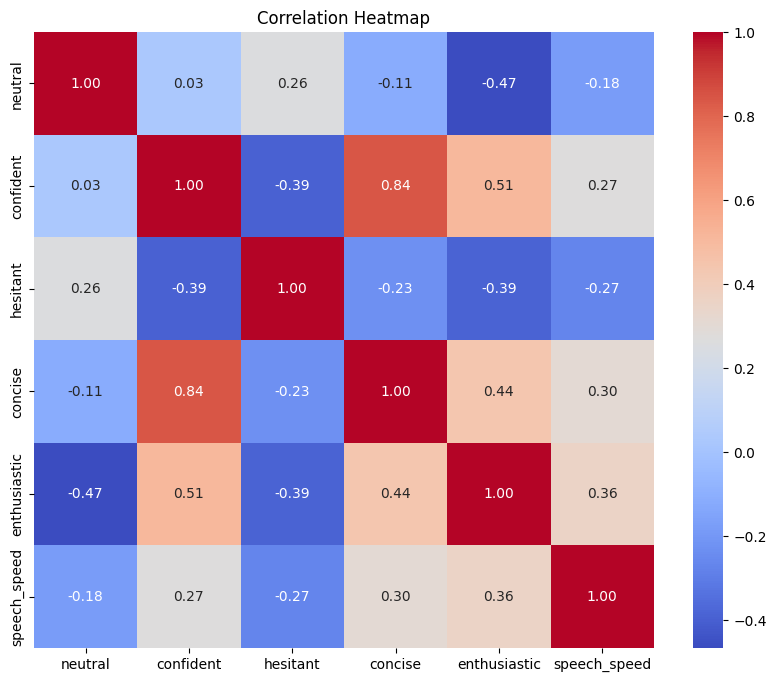 Correlation Heatmap
neutral 1.00 0.03 0.26 -0.11 -0.47 -0.18
confident 0.03 1.00 -0.39 0.84 0.51 0.27
hesitant 0.26 -0.39 1.00 -0.23 -0.39 -0.27
concise -0.11 0.84 -0.23 1.00 0.44 0.30
enthusiastic -0.47 0.51 -0.39 0.44 1.00 0.36
speech_speed -0.18 0.27 -0.27 0.30 0.36 1.00
neutral confident hesitant concise enthusiastic speech_speed
1.0
0.8
0.6
0.4
0.2
0.0
−0.2
−0.4